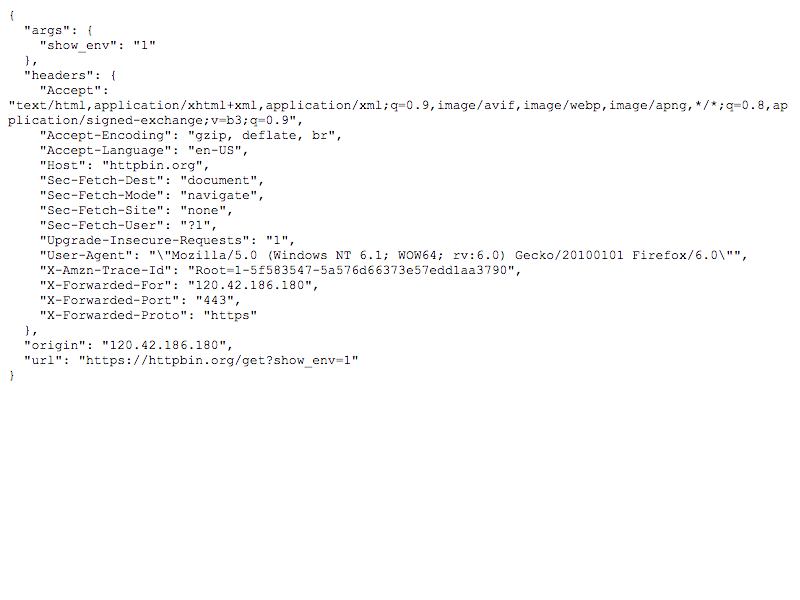 {
  "args": {
    "show_env": "1"
  },
  "headers": {
    "Accept":
"text/html,application/xhtml+xml,application/xml;q=0.9,image/avif,image/webp,image/apng,*/*;q=0.8,ap
plication/signed-exchange;v=b3;q=0.9",
    "Accept-Encoding": "gzip, deflate, br",
    "Accept-Language": "en-US",
    "Host": "httpbin.org",
    "Sec-Fetch-Dest": "document",
    "Sec-Fetch-Mode": "navigate",
    "Sec-Fetch-Site": "none",
    "Sec-Fetch-User": "?1",
    "Upgrade-Insecure-Requests": "1",
    "User-Agent": "\"Mozilla/5.0 (Windows NT 6.1; WOW64; rv:6.0) Gecko/20100101 Firefox/6.0\"",
    "X-Amzn-Trace-Id": "Root=1-5f583547-5a576d66373e57edd1aa3790",
    "X-Forwarded-For": "120.42.186.180",
    "X-Forwarded-Port": "443",
    "X-Forwarded-Proto": "https"
  },
  "origin": "120.42.186.180",
  "url": "https://httpbin.org/get?show_env=1"
}